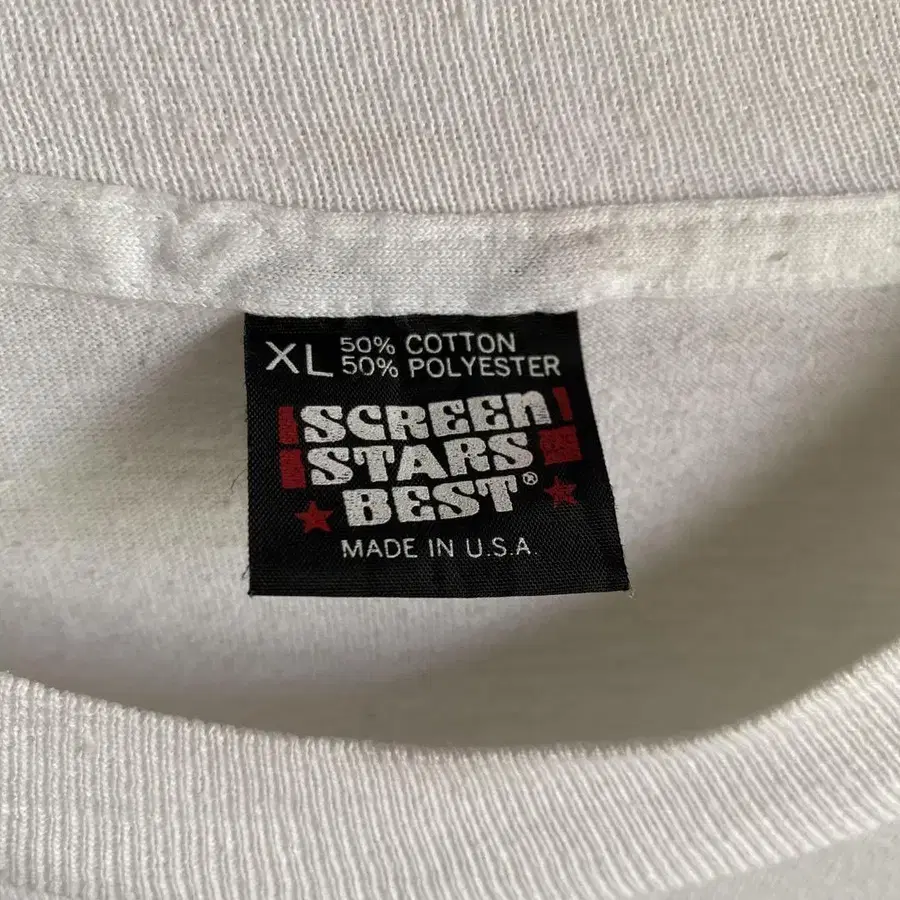 XL 50% COTTON
50% POLYESTER
SCREEN
STARS
BEST®
MADE IN U.S.A.